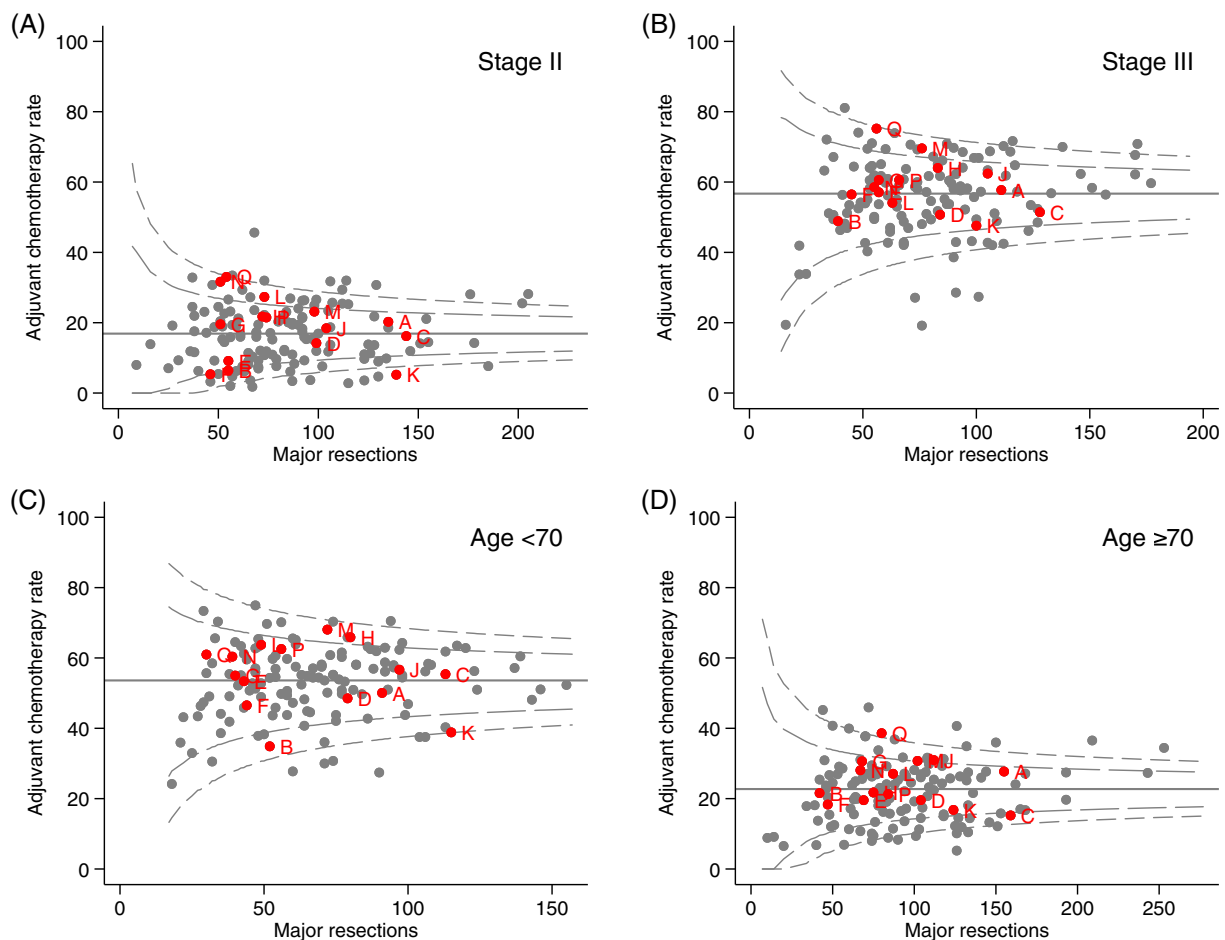 (A)
Stage II
Adjuvant chemotherapy rate
100
80
60
40
20
0
Q
N
L
G
H
P
M
J
A
C
D
E
B
F
K
0 50 100 150 200
Major resections
(B)
Stage III
Adjuvant chemotherapy rate
100
80
60
40
20
0
Q
M
H
J
G
P
N
A
F
E
L
C
D
B
K
0 50 100 150 200
Major resections
(C)
Age <70
Adjuvant chemotherapy rate
100
80
60
40
20
0
M
H
L
P
Q
N
J
C
G
E
A
D
F
K
B
0 50 100 150
Major resections
(D)
Age ≥70
Adjuvant chemotherapy rate
100
80
60
40
20
0
Q
G
M
J
N
L
A
B
P
E
D
F
K
C
0 50 100 150 200 250
Major resections